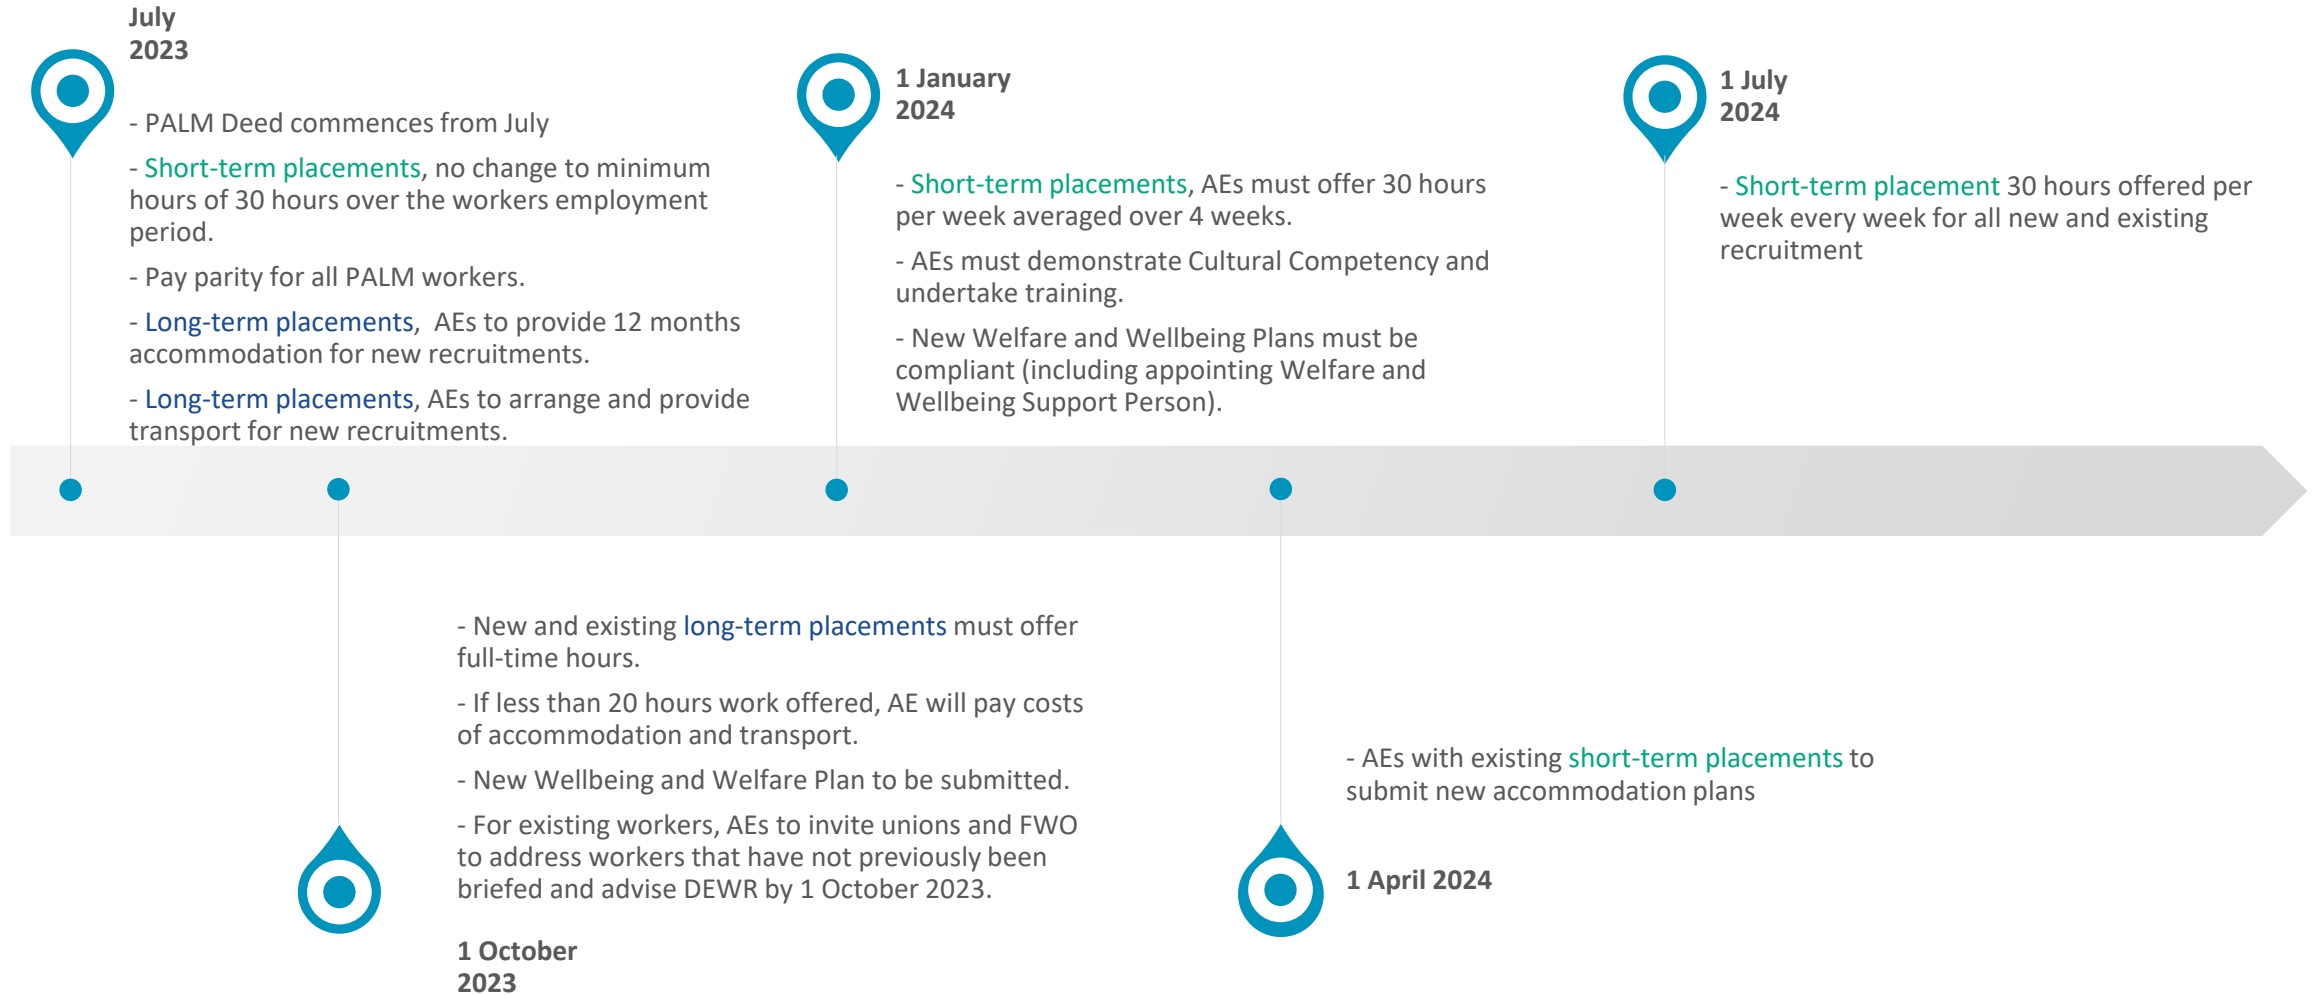 July
2023
- PALM Deed commences from July
- Short-term placements, no change to minimum
hours of 30 hours over the workers employment
period.
- Pay parity for all PALM workers.
- Long-term placements,  AEs to provide 12 months
accommodation for new recruitments.
- Long-term placements, AEs to arrange and provide
transport for new recruitments.
- New and existing long-term placements must offer
full-time hours.
- If less than 20 hours work offered, AE will pay costs
of accommodation and transport.
- New Wellbeing and Welfare Plan to be submitted.
- For existing workers, AEs to invite unions and FWO
to address workers that have not previously been
briefed and advise DEWR by 1 October 2023.
1 October
2023
1 January
2024
- Short-term placements, AEs must offer 30 hours
per week averaged over 4 weeks.
- AEs must demonstrate Cultural Competency and
undertake training.
- New Welfare and Wellbeing Plans must be
compliant (including appointing Welfare and
Wellbeing Support Person).
- AEs with existing short-term placements to
submit new accommodation plans
1 April 2024
1 July
2024
- Short-term placement 30 hours offered per
week every week for all new and existing
recruitment